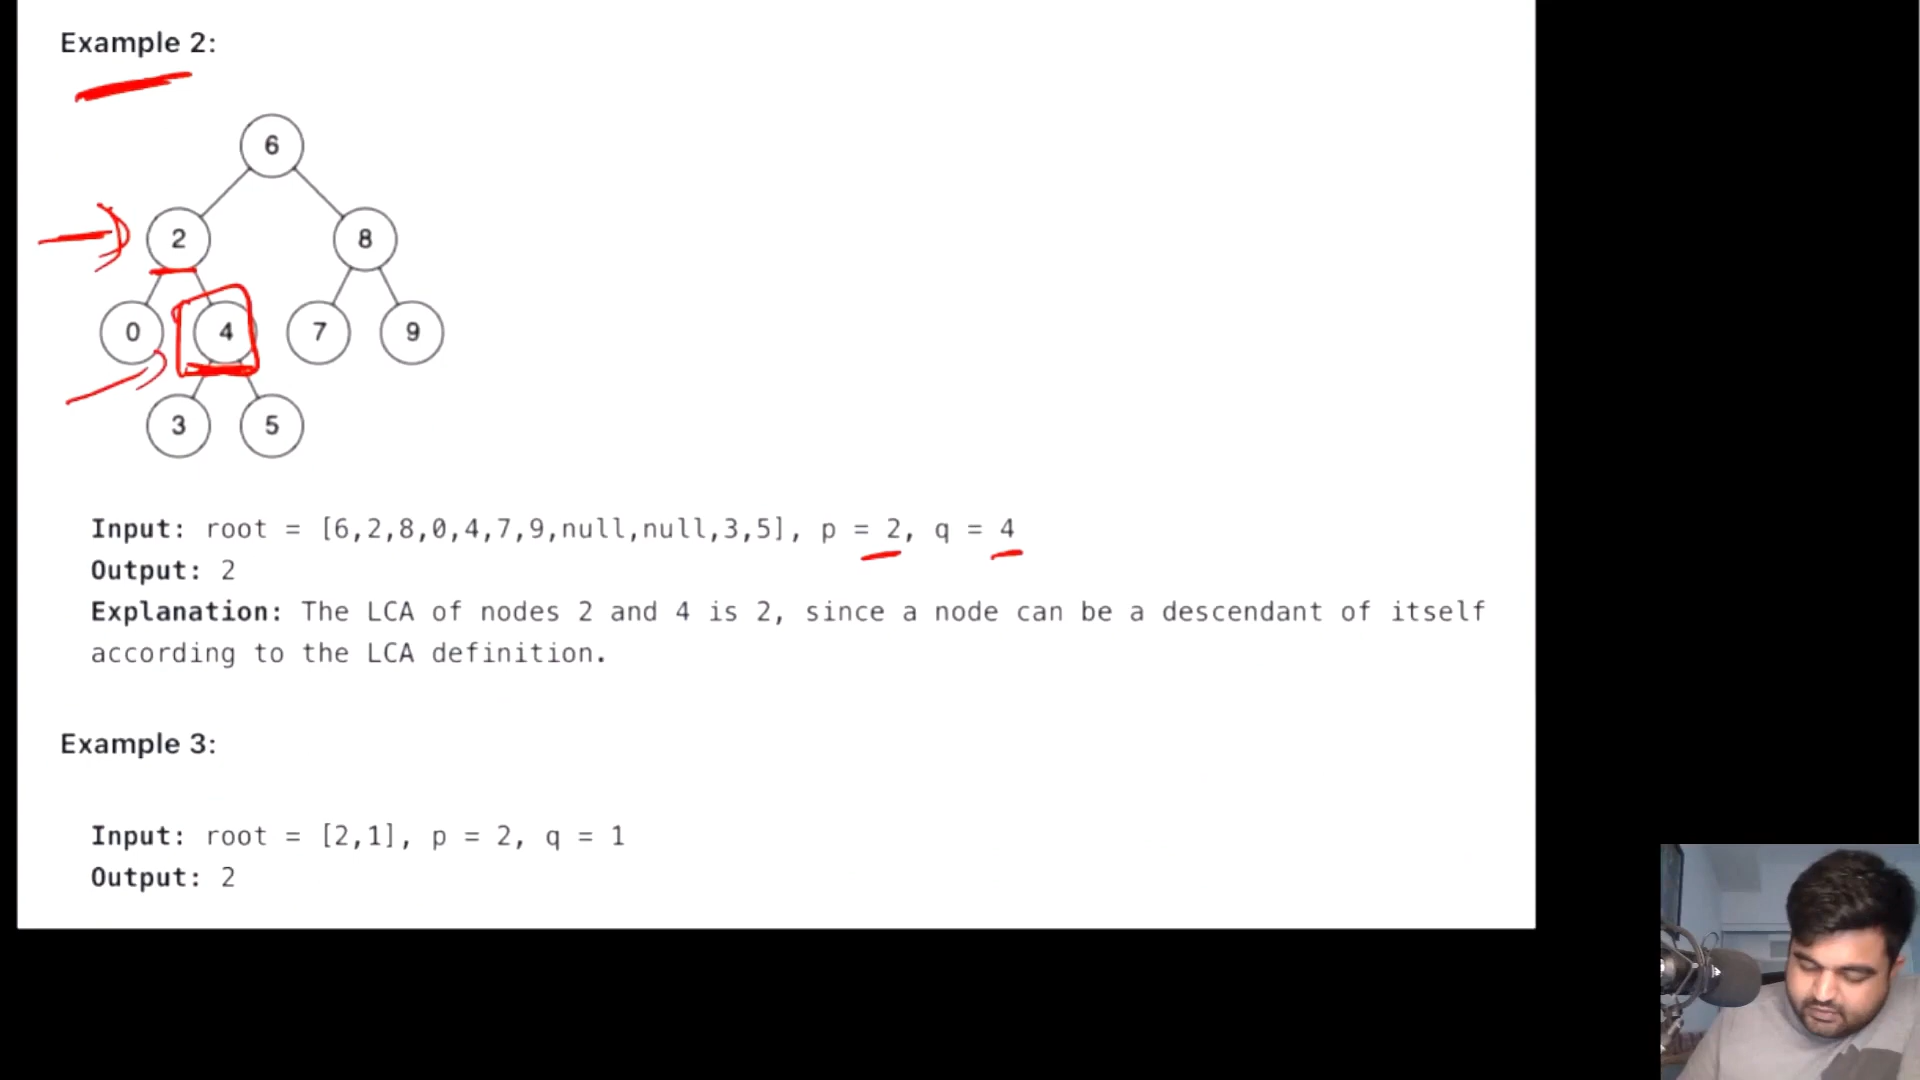 Example 2:
6
2 8
0 4 7 9
3 5
Input: root = [6,2,8,0,4,7,9,null,null,3,5], p = 2, q = 4
Output: 2
Explanation: The LCA of nodes 2 and 4 is 2, since a node can be a descendant of itself
according to the LCA definition.
Example 3:
Input: root = [2,1], p = 2, q = 1
Output: 2